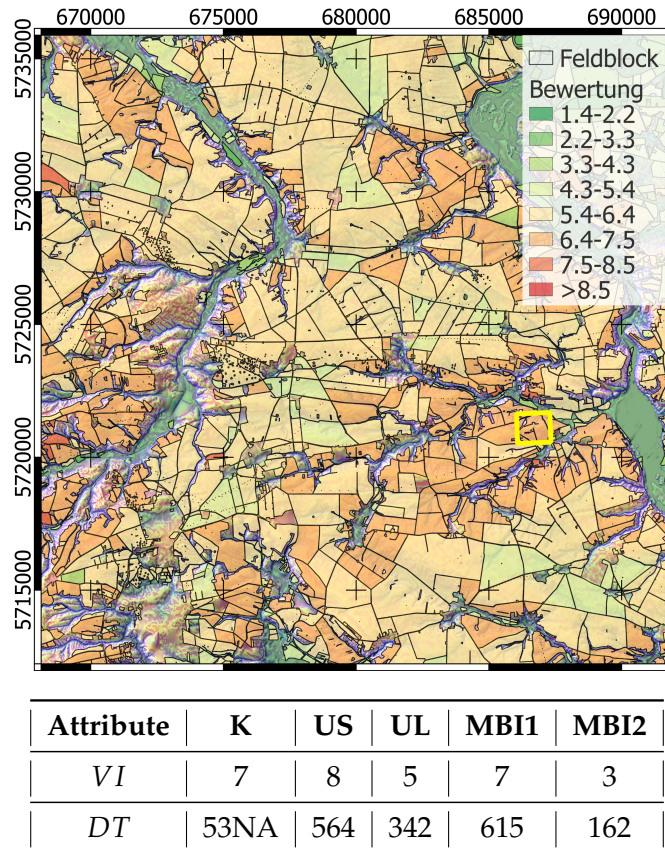 670000 675000 680000 685000 690000
5735000
5730000
5725000
5720000
5715000
Feldblock
Bewertung
1.4-2.2
2.2-3.3
3.3-4.3
4.3-5.4
5.4-6.4
6.4-7.5
7.5-8.5
>8.5
Attribute K US UL MBI1 MBI2
VI 7 8 5 7 3
DT 53NA 564 342 615 162